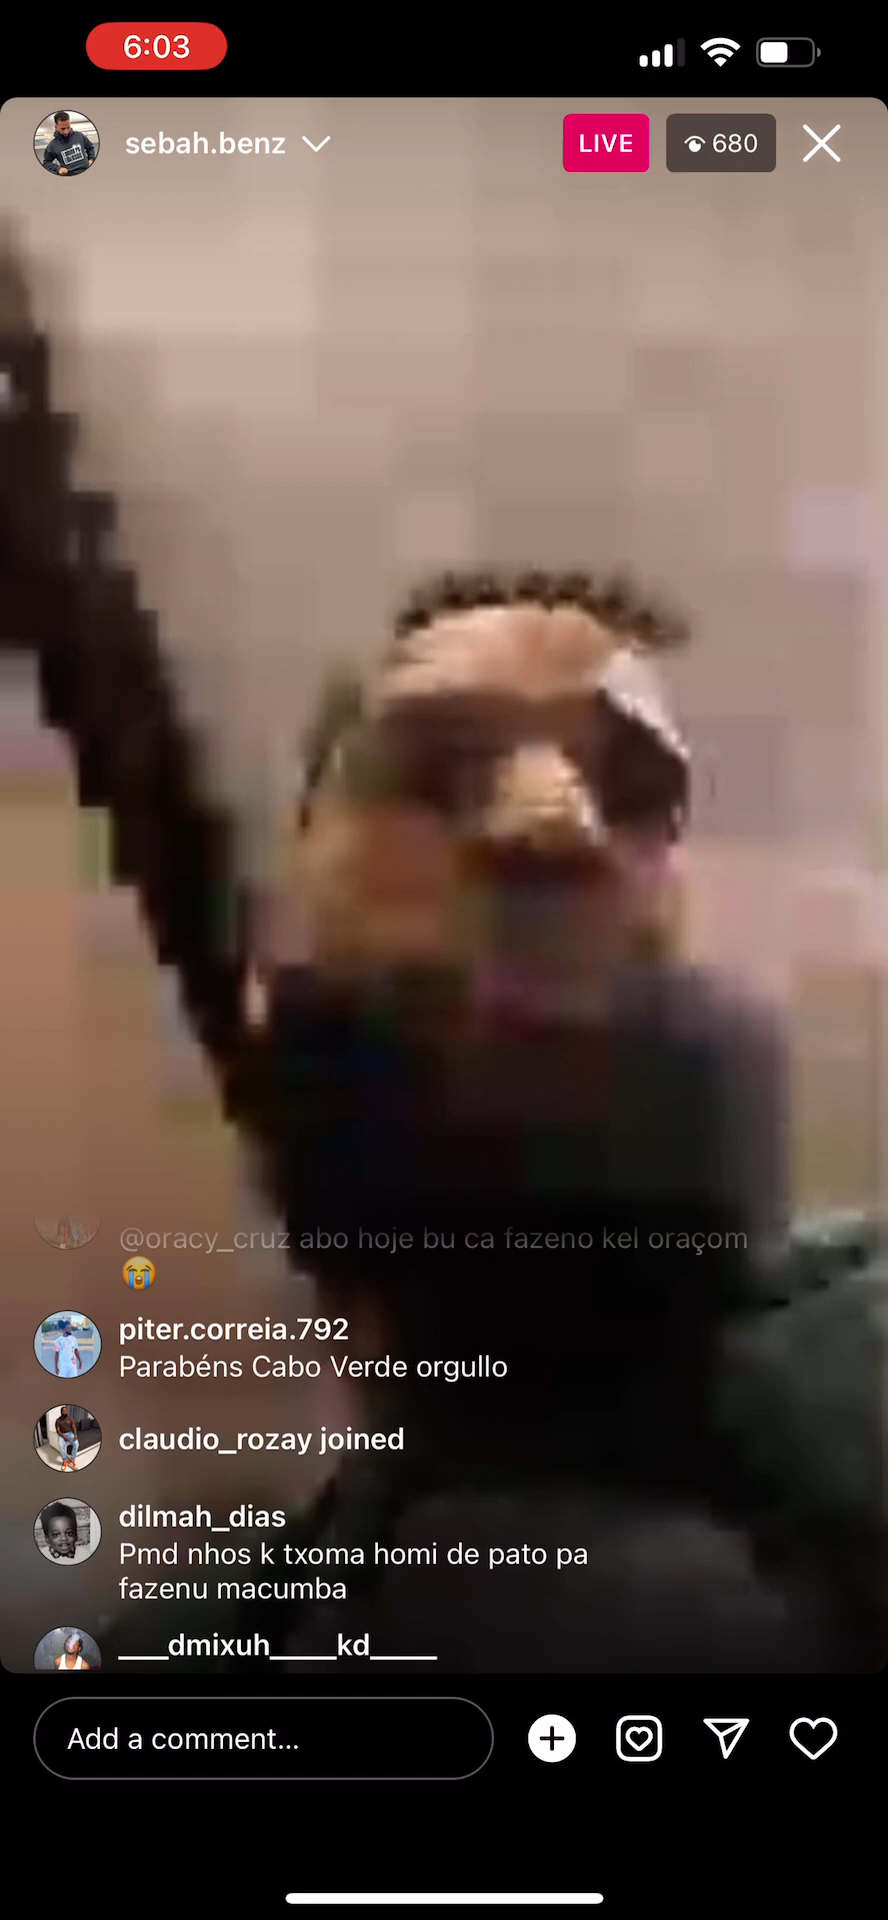 6:03
sebah.benz
LIVE
680
@oracy_cruz abo hoje bu ca fazeno kel oraçom
😭
piter.correia.792
Parabéns Cabo Verde orgullo
claudio_rozay joined
dilmah_dias
Pmd nhos k txoma homi de pato pa
fazenu macumba
___dmixuh____kd____
Add a comment...